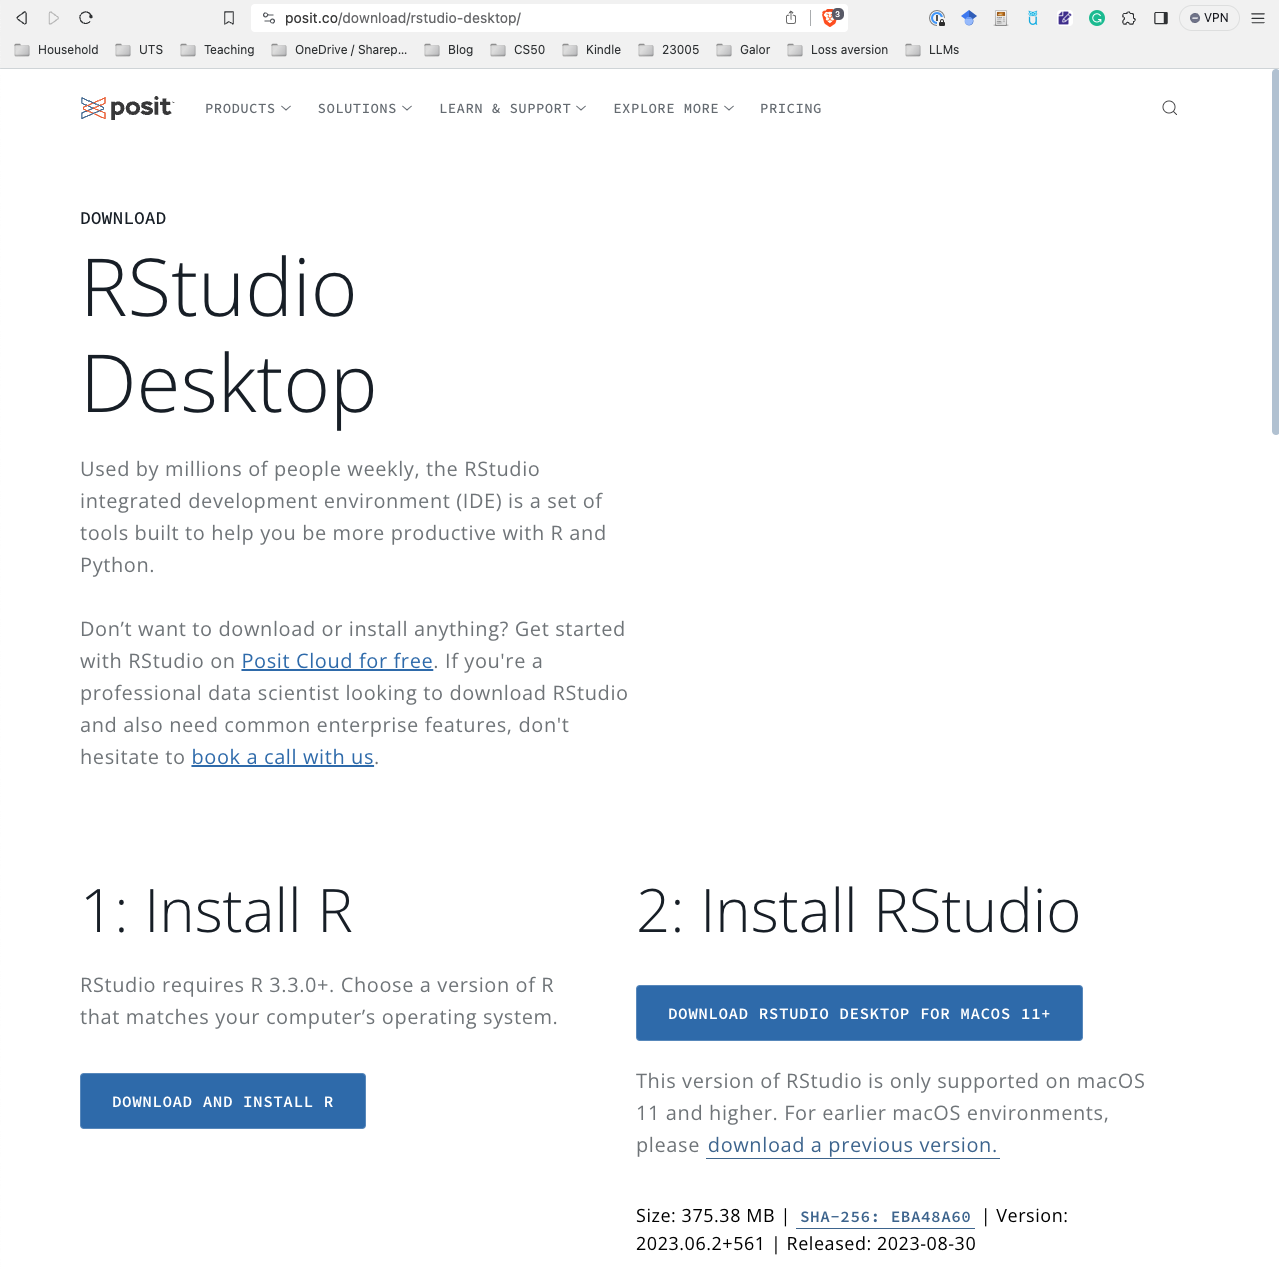 posit.co/download/rstudio-desktop/
3
VPN
Household UTS Teaching OneDrive / Sharep... Blog CS50 Kindle 23005 Galor Loss aversion LLMs
posit PRODUCTS SOLUTIONS LEARN & SUPPORT EXPLORE MORE PRICING
DOWNLOAD
RStudio
Desktop
Used by millions of people weekly, the RStudio
integrated development environment (IDE) is a set of
tools built to help you be more productive with R and
Python.
Don’t want to download or install anything? Get started
with RStudio on Posit Cloud for free. If you're a
professional data scientist looking to download RStudio
and also need common enterprise features, don't
hesitate to book a call with us.
1: Install R
RStudio requires R 3.3.0+. Choose a version of R
that matches your computer’s operating system.
DOWNLOAD AND INSTALL R
2: Install RStudio
DOWNLOAD RSTUDIO DESKTOP FOR MACOS 11+
This version of RStudio is only supported on macOS
11 and higher. For earlier macOS environments,
please download a previous version.
Size: 375.38 MB | SHA-256: EBA48A60 | Version:
2023.06.2+561 | Released: 2023-08-30